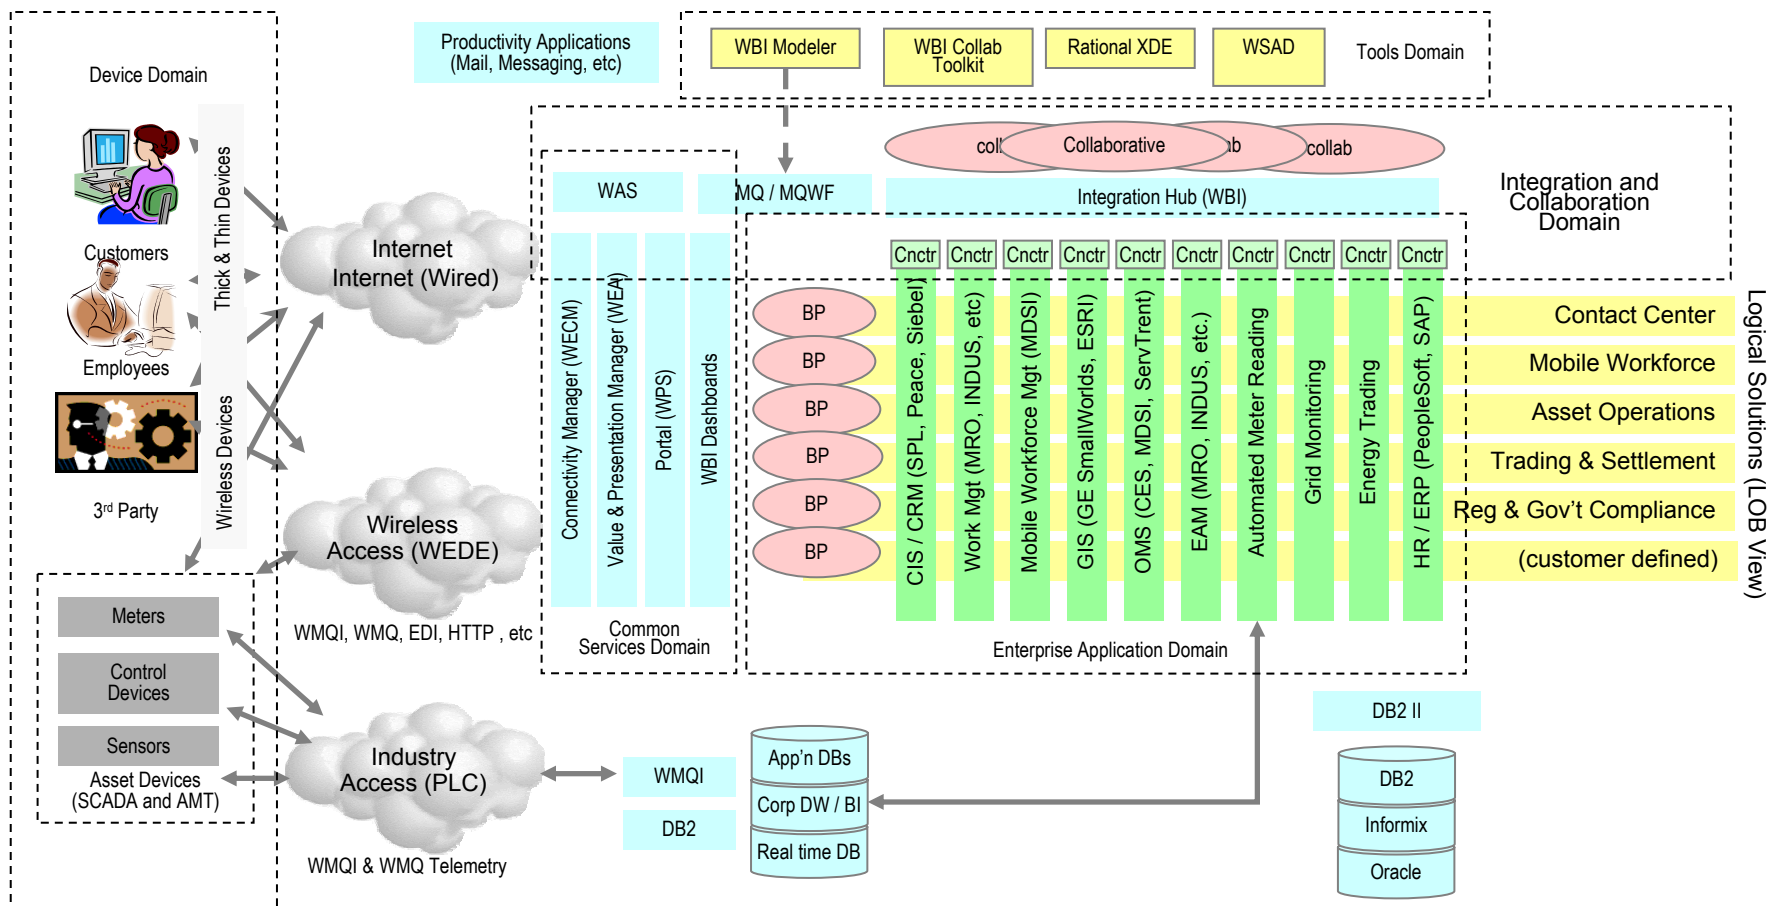 Productivity Applications
(Mail, Messaging, etc)
WBI Modeler
WBI Collab
Toolkit
Rational XDE
WSAD
Tools Domain
Device Domain
Thick & Thin Devices
Wireless Devices
Customers
Employees
3rd Party
Internet
Internet (Wired)
Wireless
Access (WEDE)
WMQI, WMQ, EDI, HTTP , etc
Industry
Access (PLC)
WMQI & WMQ Telemetry
Meters
Control
Devices
Sensors
Asset Devices
(SCADA and AMT)
WAS
MQ / MQWF
Connectivity Manager (WECM)
Value & Presentation Manager (WEA)
Portal (WPS)
WBI Dashboards
Common
Services Domain
coll
Collaborative
ab
collab
Integration Hub (WBI)
Integration and
Collaboration
Domain
Cnctr
Cnctr
Cnctr
Cnctr
Cnctr
Cnctr
Cnctr
Cnctr
Cnctr
Cnctr
BP
BP
BP
BP
BP
BP
CIS / CRM (SPL, Peace, Siebel)
Work Mgt (MRO, INDUS, etc)
Mobile Workforce Mgt (MDSI)
GIS (GE SmallWorlds, ESRI)
OMS (CES, MDSI, ServTrent)
EAM (MRO, INDUS, etc.)
Automated Meter Reading
Grid Monitoring
Energy Trading
HR / ERP (PeopleSoft, SAP)
Contact Center
Mobile Workforce
Asset Operations
Trading & Settlement
Reg & Gov't Compliance
(customer defined)
Logical Solutions (LOB View)
Enterprise Application Domain
WMQI
DB2
App'n DBs
Corp DW / BI
Real time DB
DB2 II
DB2
Informix
Oracle